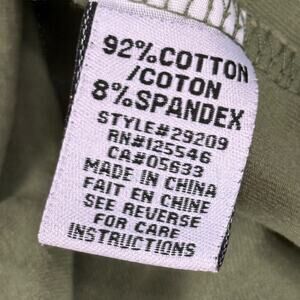 92%COTTON
/COTON
8%SPANDEX
STYLE#29209
RN#125546
CA#05633
MADE IN CHINA
FAIT EN CHINE
SEE REVERSE
FOR CARE
INSTRUCTIONS